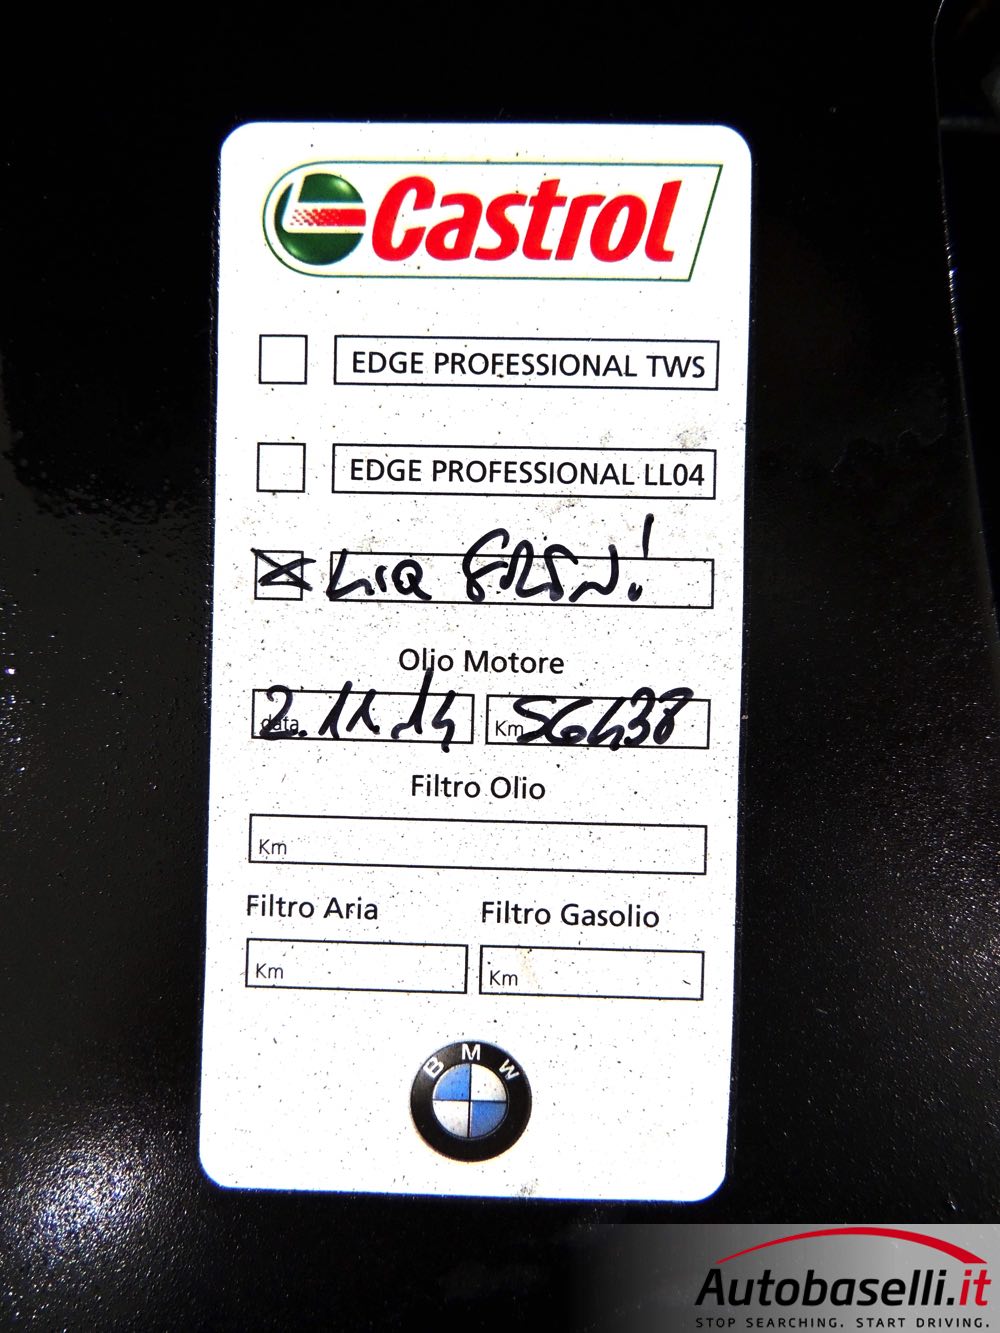 Castrol
EDGE PROFESSIONAL TWS
EDGE PROFESSIONAL LL04
LIQ FRENI!
Olio Motore
data 2.11.14 Km 56438
Filtro Olio
Km
Filtro Aria Filtro Gasolio
Km Km
BMW
Autobaselli.it
STOP SEARCHING. START DRIVING.